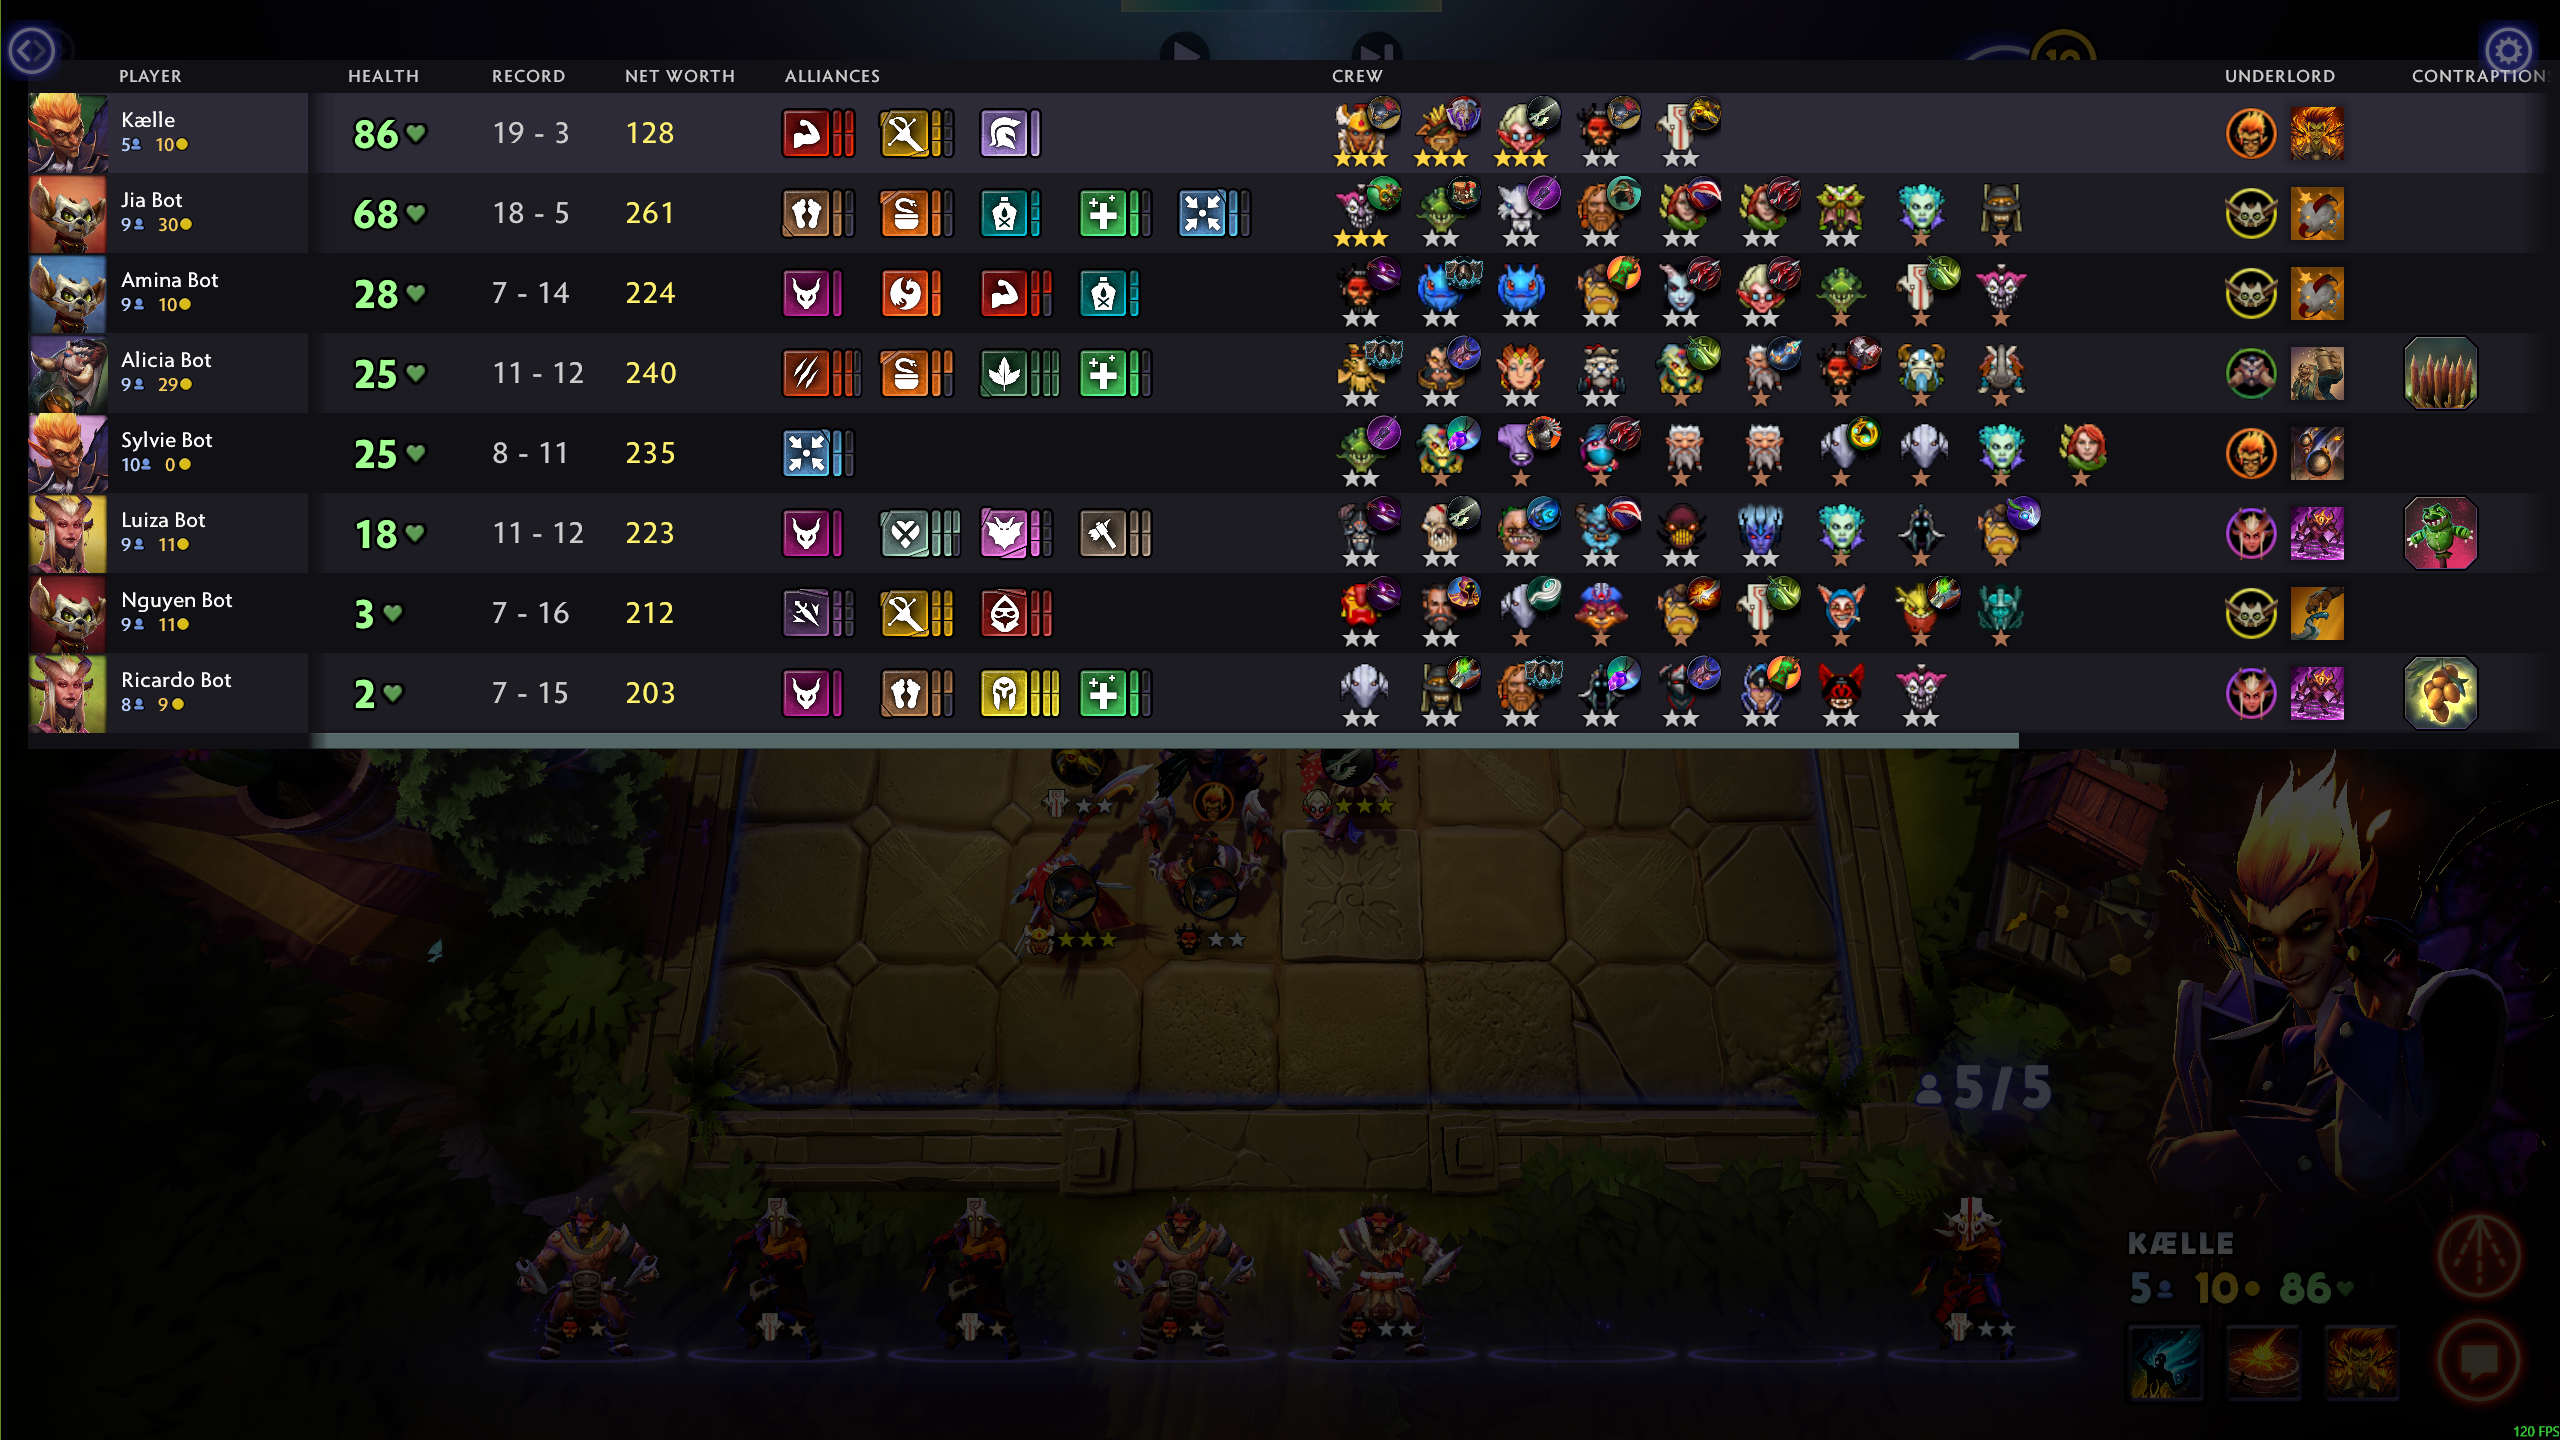 PLAYER HEALTH RECORD NET WORTH ALLIANCES CREW UNDERLORD CONTRAPTION
Kælle 86 19 - 3 128
5 10
Jia Bot 68 18 - 5 261
9 30
Amina Bot 28 7 - 14 224
9 10
Alicia Bot 25 11 - 12 240
9 29
Sylvie Bot 25 8 - 11 235
10 0
Luiza Bot 18 11 - 12 223
9 11
Nguyen Bot 3 7 - 16 212
9 11
Ricardo Bot 2 7 - 15 203
8 9
5/5
KÆLLE
5 10 86
120 FPS